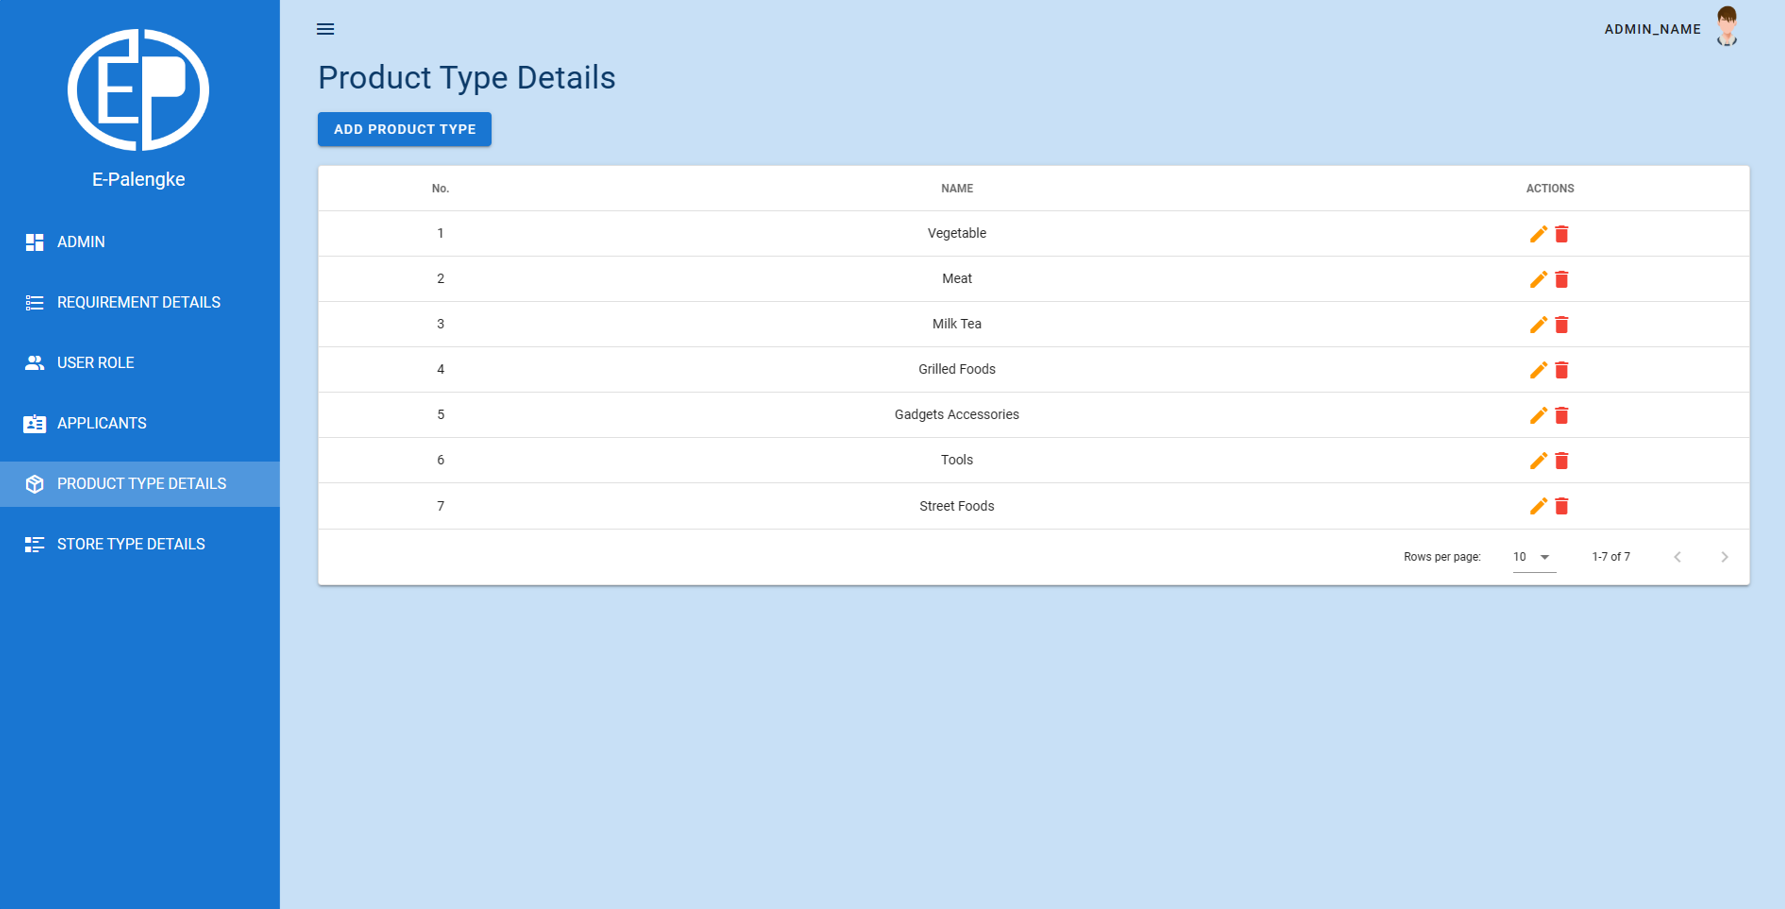 EP
E-Palengke
ADMIN
REQUIREMENT DETAILS
USER ROLE
APPLICANTS
PRODUCT TYPE DETAILS
STORE TYPE DETAILS
ADMIN_NAME
Product Type Details
ADD PRODUCT TYPE
No. NAME ACTIONS
1 Vegetable
2 Meat
3 Milk Tea
4 Grilled Foods
5 Gadgets Accessories
6 Tools
7 Street Foods
Rows per page: 10 1-7 of 7